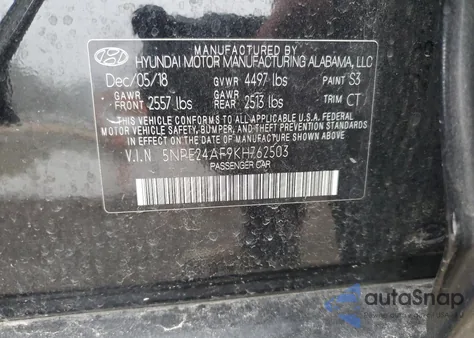 MANUFACTURED BY
HYUNDAI MOTOR MANUFACTURING ALABAMA, LLC
Dec/05/18 GVWR 4497 lbs PAINT S3
GAWR FRONT 2557 lbs GAWR REAR 2513 lbs TRIM CT
THIS VEHICLE CONFORMS TO ALL APPLICABLE U.S.A FEDERAL
MOTOR VEHICLE SAFETY, BUMPER, AND THEFT PREVENTION STANDARDS
IN EFFECT ON THE DATE OF MANUFACTURE SHOWN ABOVE.
V.I.N 5NPE24AF9KH762503
PASSENGER CAR
autoSnap